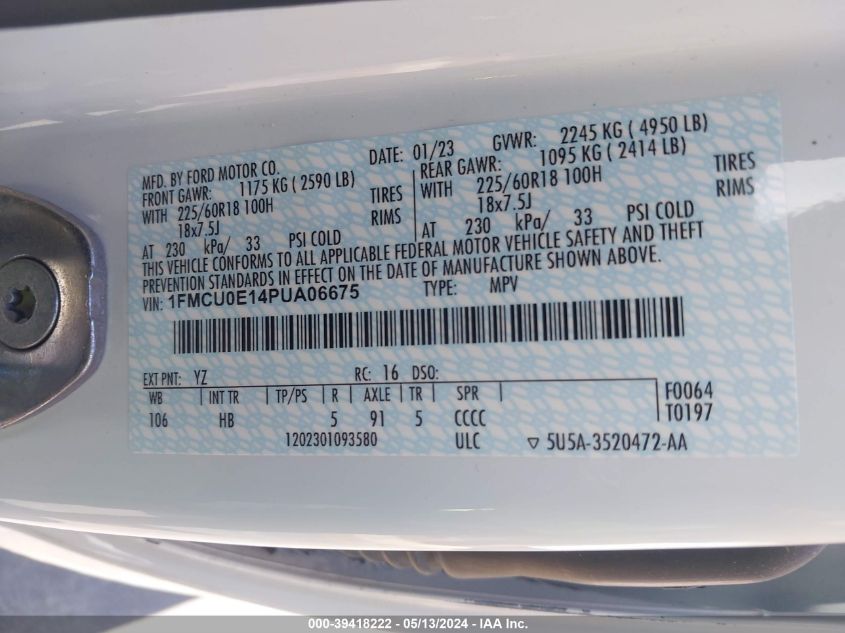 MFD. BY FORD MOTOR CO. DATE: 01/23 GVWR: 2245 KG ( 4950 LB)
FRONT GAWR: 1175 KG ( 2590 LB) REAR GAWR: 1095 KG ( 2414 LB)
WITH 225/60R18 100H TIRES WITH 225/60R18 100H TIRES
18x7.5J RIMS 18x7.5J RIMS
AT 230 kPa/ 33 PSI COLD AT 230 kPa/ 33 PSI COLD
THIS VEHICLE CONFORMS TO ALL APPLICABLE FEDERAL MOTOR VEHICLE SAFETY AND THEFT
PREVENTION STANDARDS IN EFFECT ON THE DATE OF MANUFACTURE SHOWN ABOVE.
VIN: 1FMCU0E14PUA06675 TYPE: MPV
EXT PNT: YZ RC: 16 DSO:
WB INT TR TP/PS R AXLE TR SPR F0064
106 HB 5 91 5 CCCC T0197
1202301093580 ULC ▽ 5U5A-3520472-AA
000-39418222 - 05/13/2024 - IAA Inc.